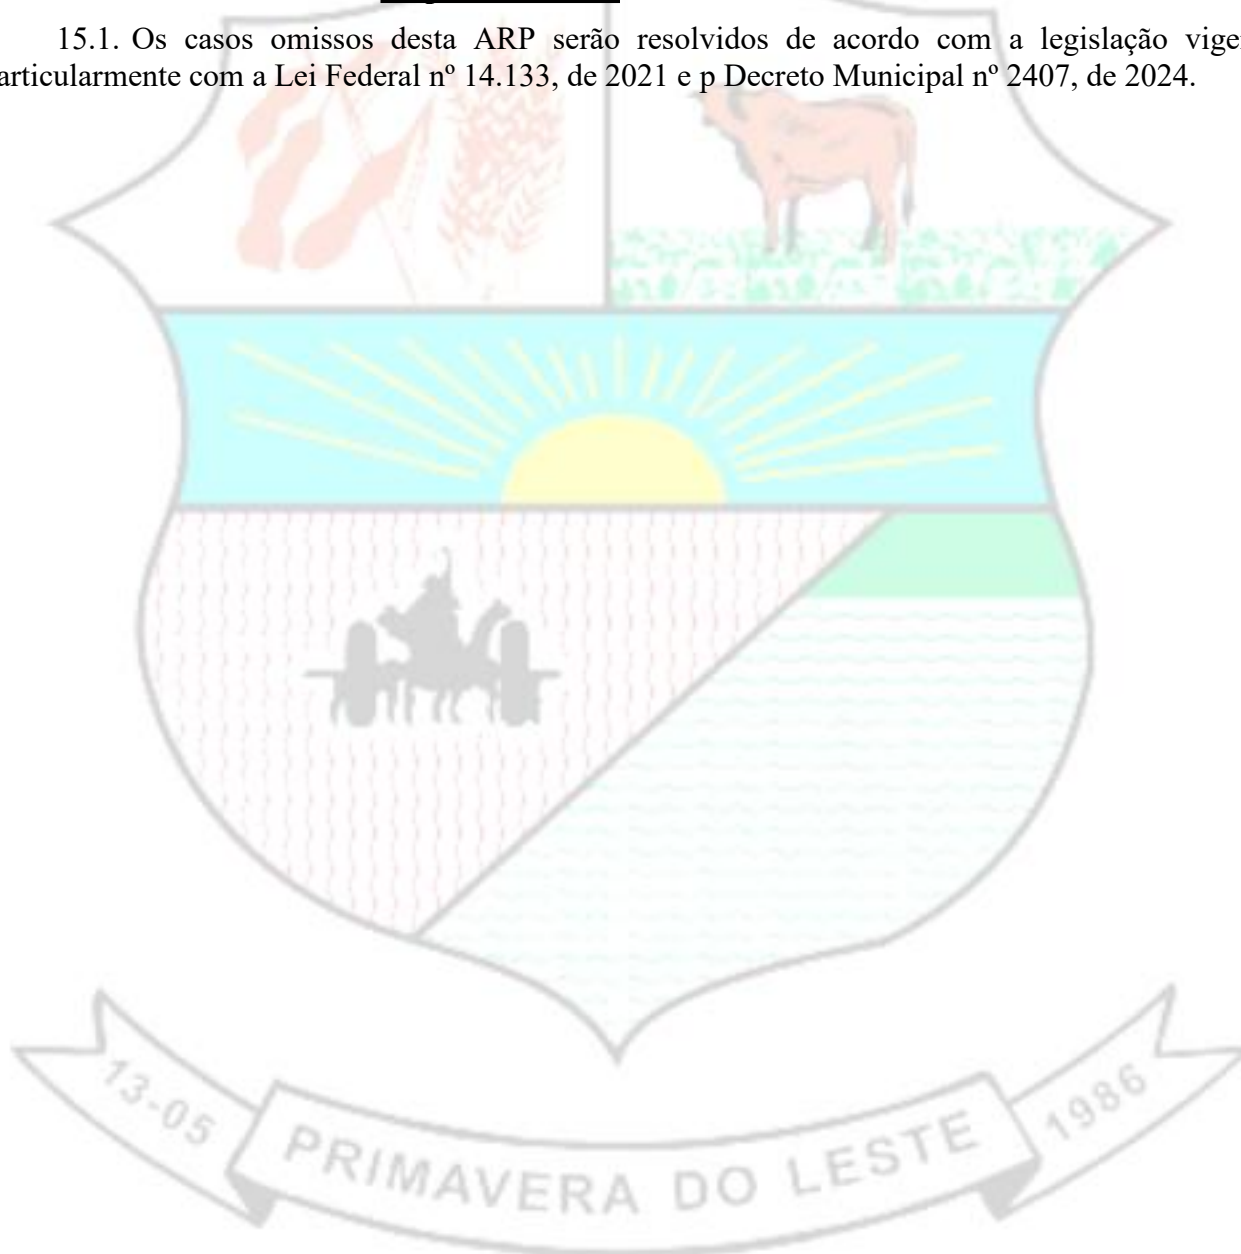 15.1. Os casos omissos desta ARP serão resolvidos de acordo com a legislação vige
articularmente com a Lei Federal nº 14.133, de 2021 e p Decreto Municipal nº 2407, de 2024.
13-05
PRIMAVERA DO LESTE
1986